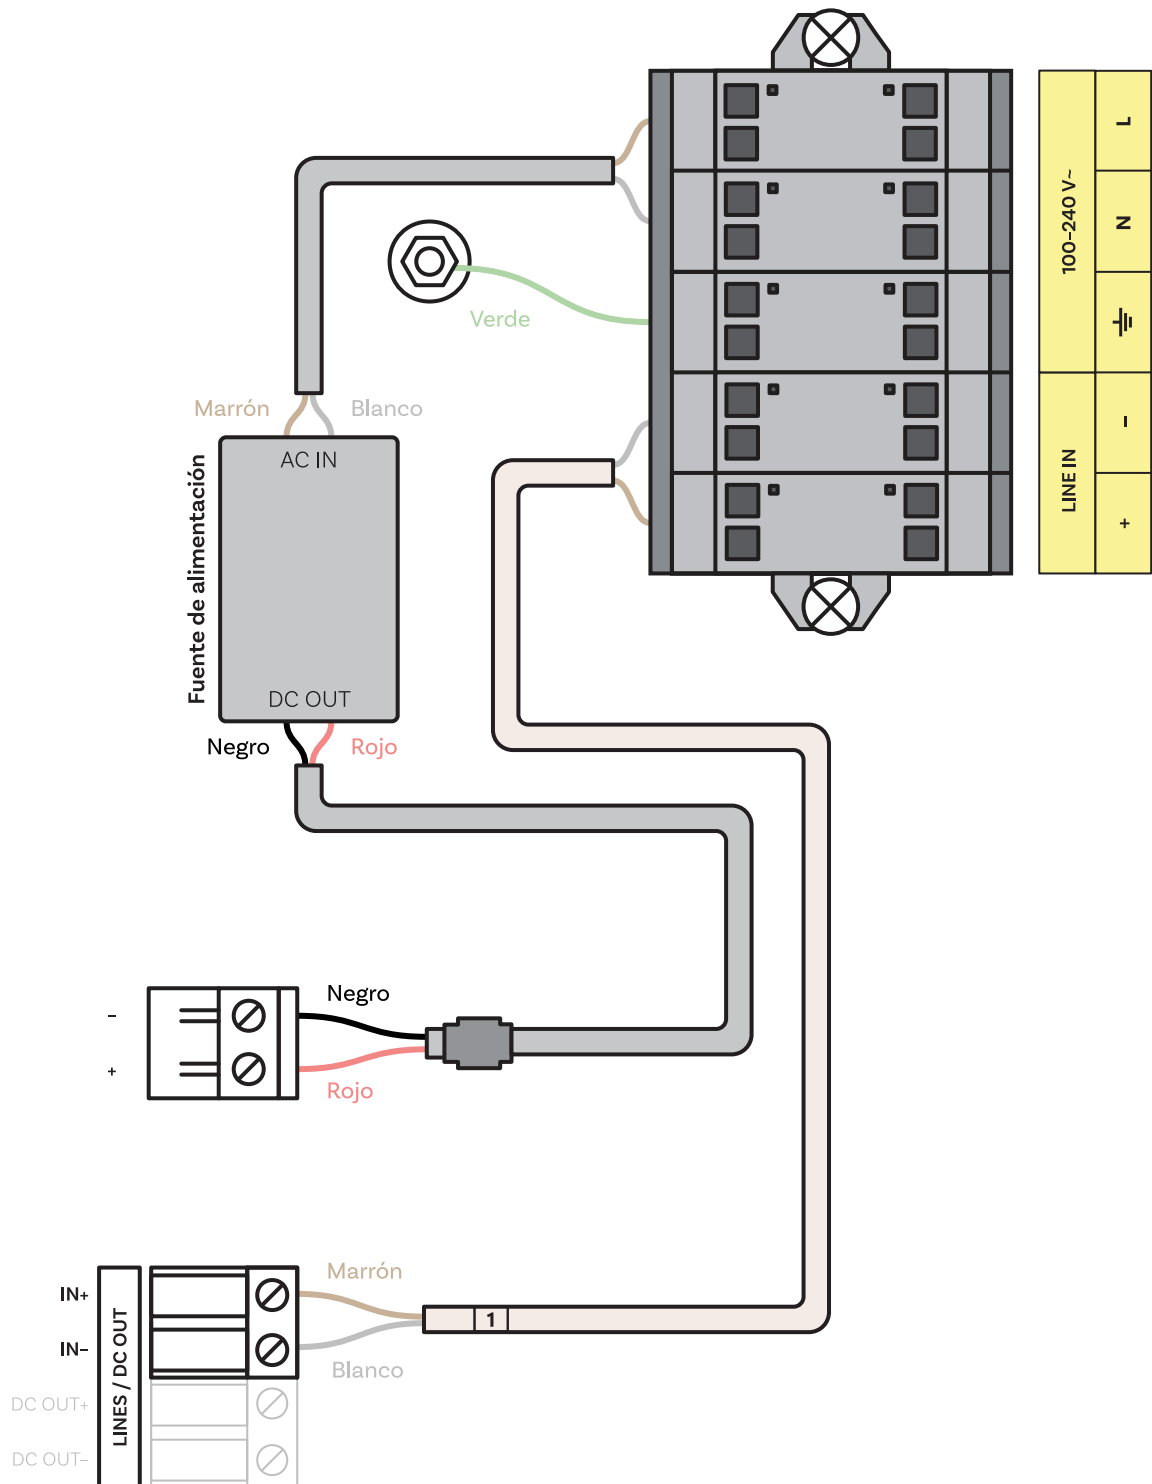 L
100-240 V~
N
Verde
Marrón
Blanco
AC IN
Fuente de alimentación
LINE IN
-
+
DC OUT
Negro
Rojo
Negro
-
+
Rojo
Marrón
IN+
1
IN-
LINES / DC OUT
Blanco
DC OUT+
DC OUT-